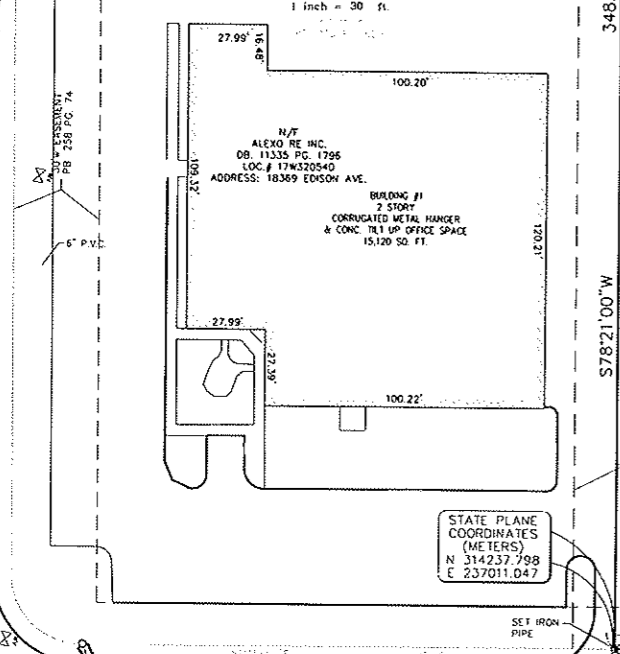 1 inch = 30 ft.
348.
27.99'
16.48'
100.20'
30'W EASEMENT
PB 258 PG. 74
N/F
ALEXO RE INC.
DB. 11335 PG. 1796
LOC.# 17W320540
ADDRESS: 18369 EDISON AVE.
109.32'
BUILDING #1
2 STORY
CORRUGATED METAL HANGER
& CONC. TILT UP OFFICE SPACE
15,120 SQ. FT.
120.21'
6" P.V.C.
27.99'
27.39'
S78°21'00"W
100.22'
STATE PLANE
COORDINATES
(METERS)
N 314237.798
E 237011.047
SET IRON
PIPE